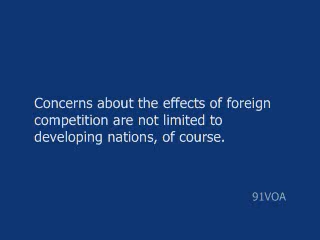 Concerns about the effects of foreign
competition are not limited to
developing nations, of course.
91VOA